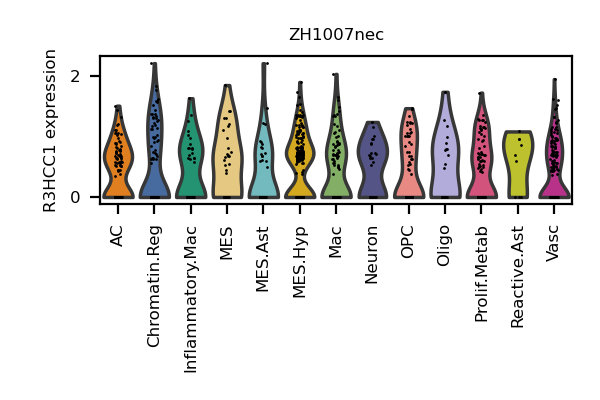 ZH1007nec
R3HCC1 expression
2
0
AC
Chromatin.Reg
Inflammatory.Mac
MES
MES.Ast
MES.Hyp
Mac
Neuron
OPC
Oligo
Prolif.Metab
Reactive.Ast
Vasc